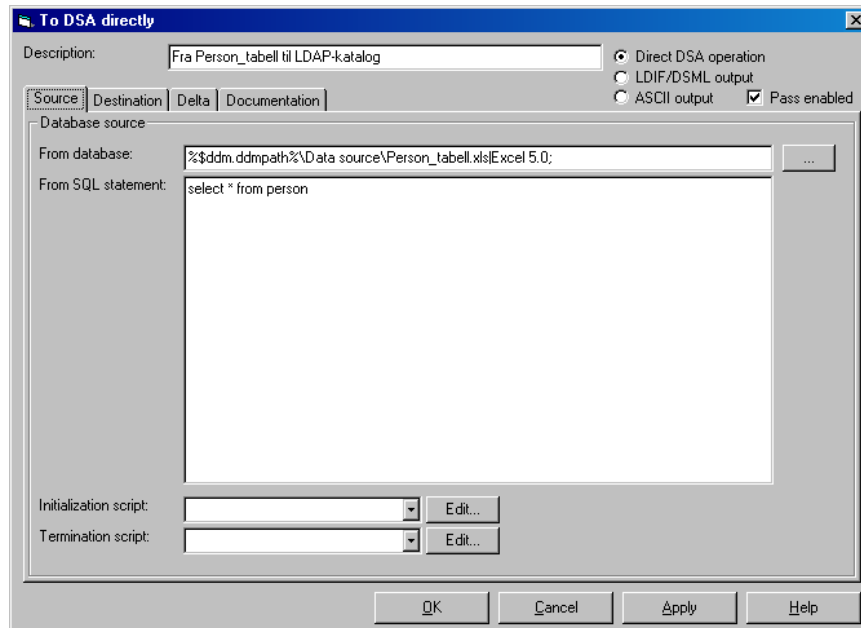 To DSA directly
Description:
Fra Person_tabell til LDAP-katalog
Direct DSA operation
LDIF/DSML output
ASCII output
Pass enabled
Source
Destination
Delta
Documentation
Database source
From database:
%$ddm.ddmpath%\Data source\Person_tabell.xls|Excel 5.0;
...
From SQL statement:
select * from person
Initialization script:
Edit...
Termination script:
Edit...
OK
Cancel
Apply
Help